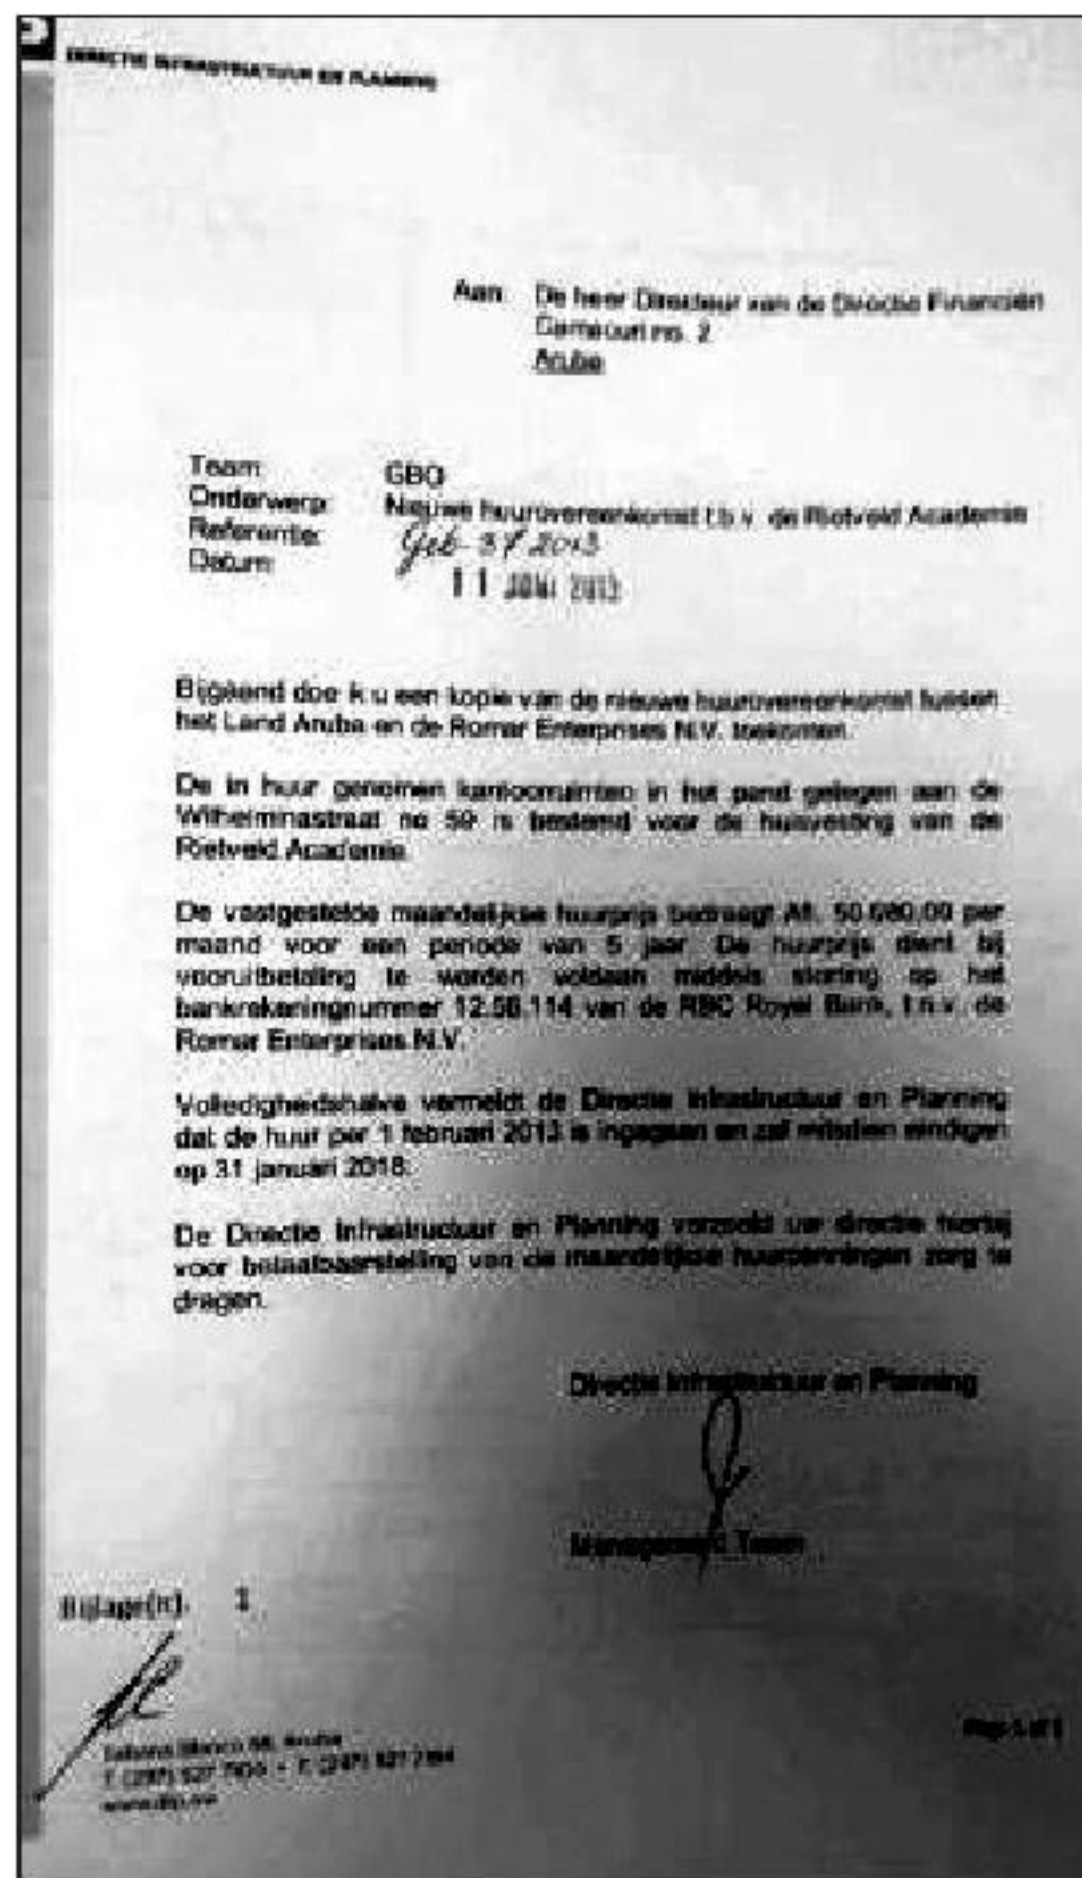 DIRECTIE INFRASTRUCTUUR EN PLANNING
Aan: De heer Directeur van de Directie Financiën
Camacuri no. 2
Aruba
Team:
GBO
Onderwerp:
Nieuwe huurovereenkomst t.b.v. de Rietveld Academie
Referentie:
2013
Datum:
11 JUNI
Bijgaand doe ik u een kopie van de nieuwe huurovereenkomst tussen
het Land Aruba en de Romar Enterprises N.V. toekomen.
De in huur genomen kantoorruimten in het pand gelegen aan de
Wilhelminastraat no 59 is bestemd voor de huisvesting van de
Rietveld Academie.
De vastgestelde maandelijkse huurprijs bedraagt Afl. per
maand voor een periode van 5 jaar. De huurprijs dient bij
vooruitbetaling te worden voldaan middels storting op het
bankrekeningnummer 12.56.114 van de RBC Royal Bank, t.n.v. de
Romar Enterprises N.V.
Volledigheidshalve vermeldt de Directie Infrastructuur en Planning
dat de huur per 1 februari 2013 is ingegaan en zal mitsdien eindigen
op 31 januari 2018.
De Directie Infrastructuur en Planning verzoekt uw directie hierbij
voor betaalbaarstelling van de maandelijkse huurpenningen zorg te
dragen.
Directie Infrastructuur en Planning
Management Team
Bijlage(n):
Sabana Blanco Aruba